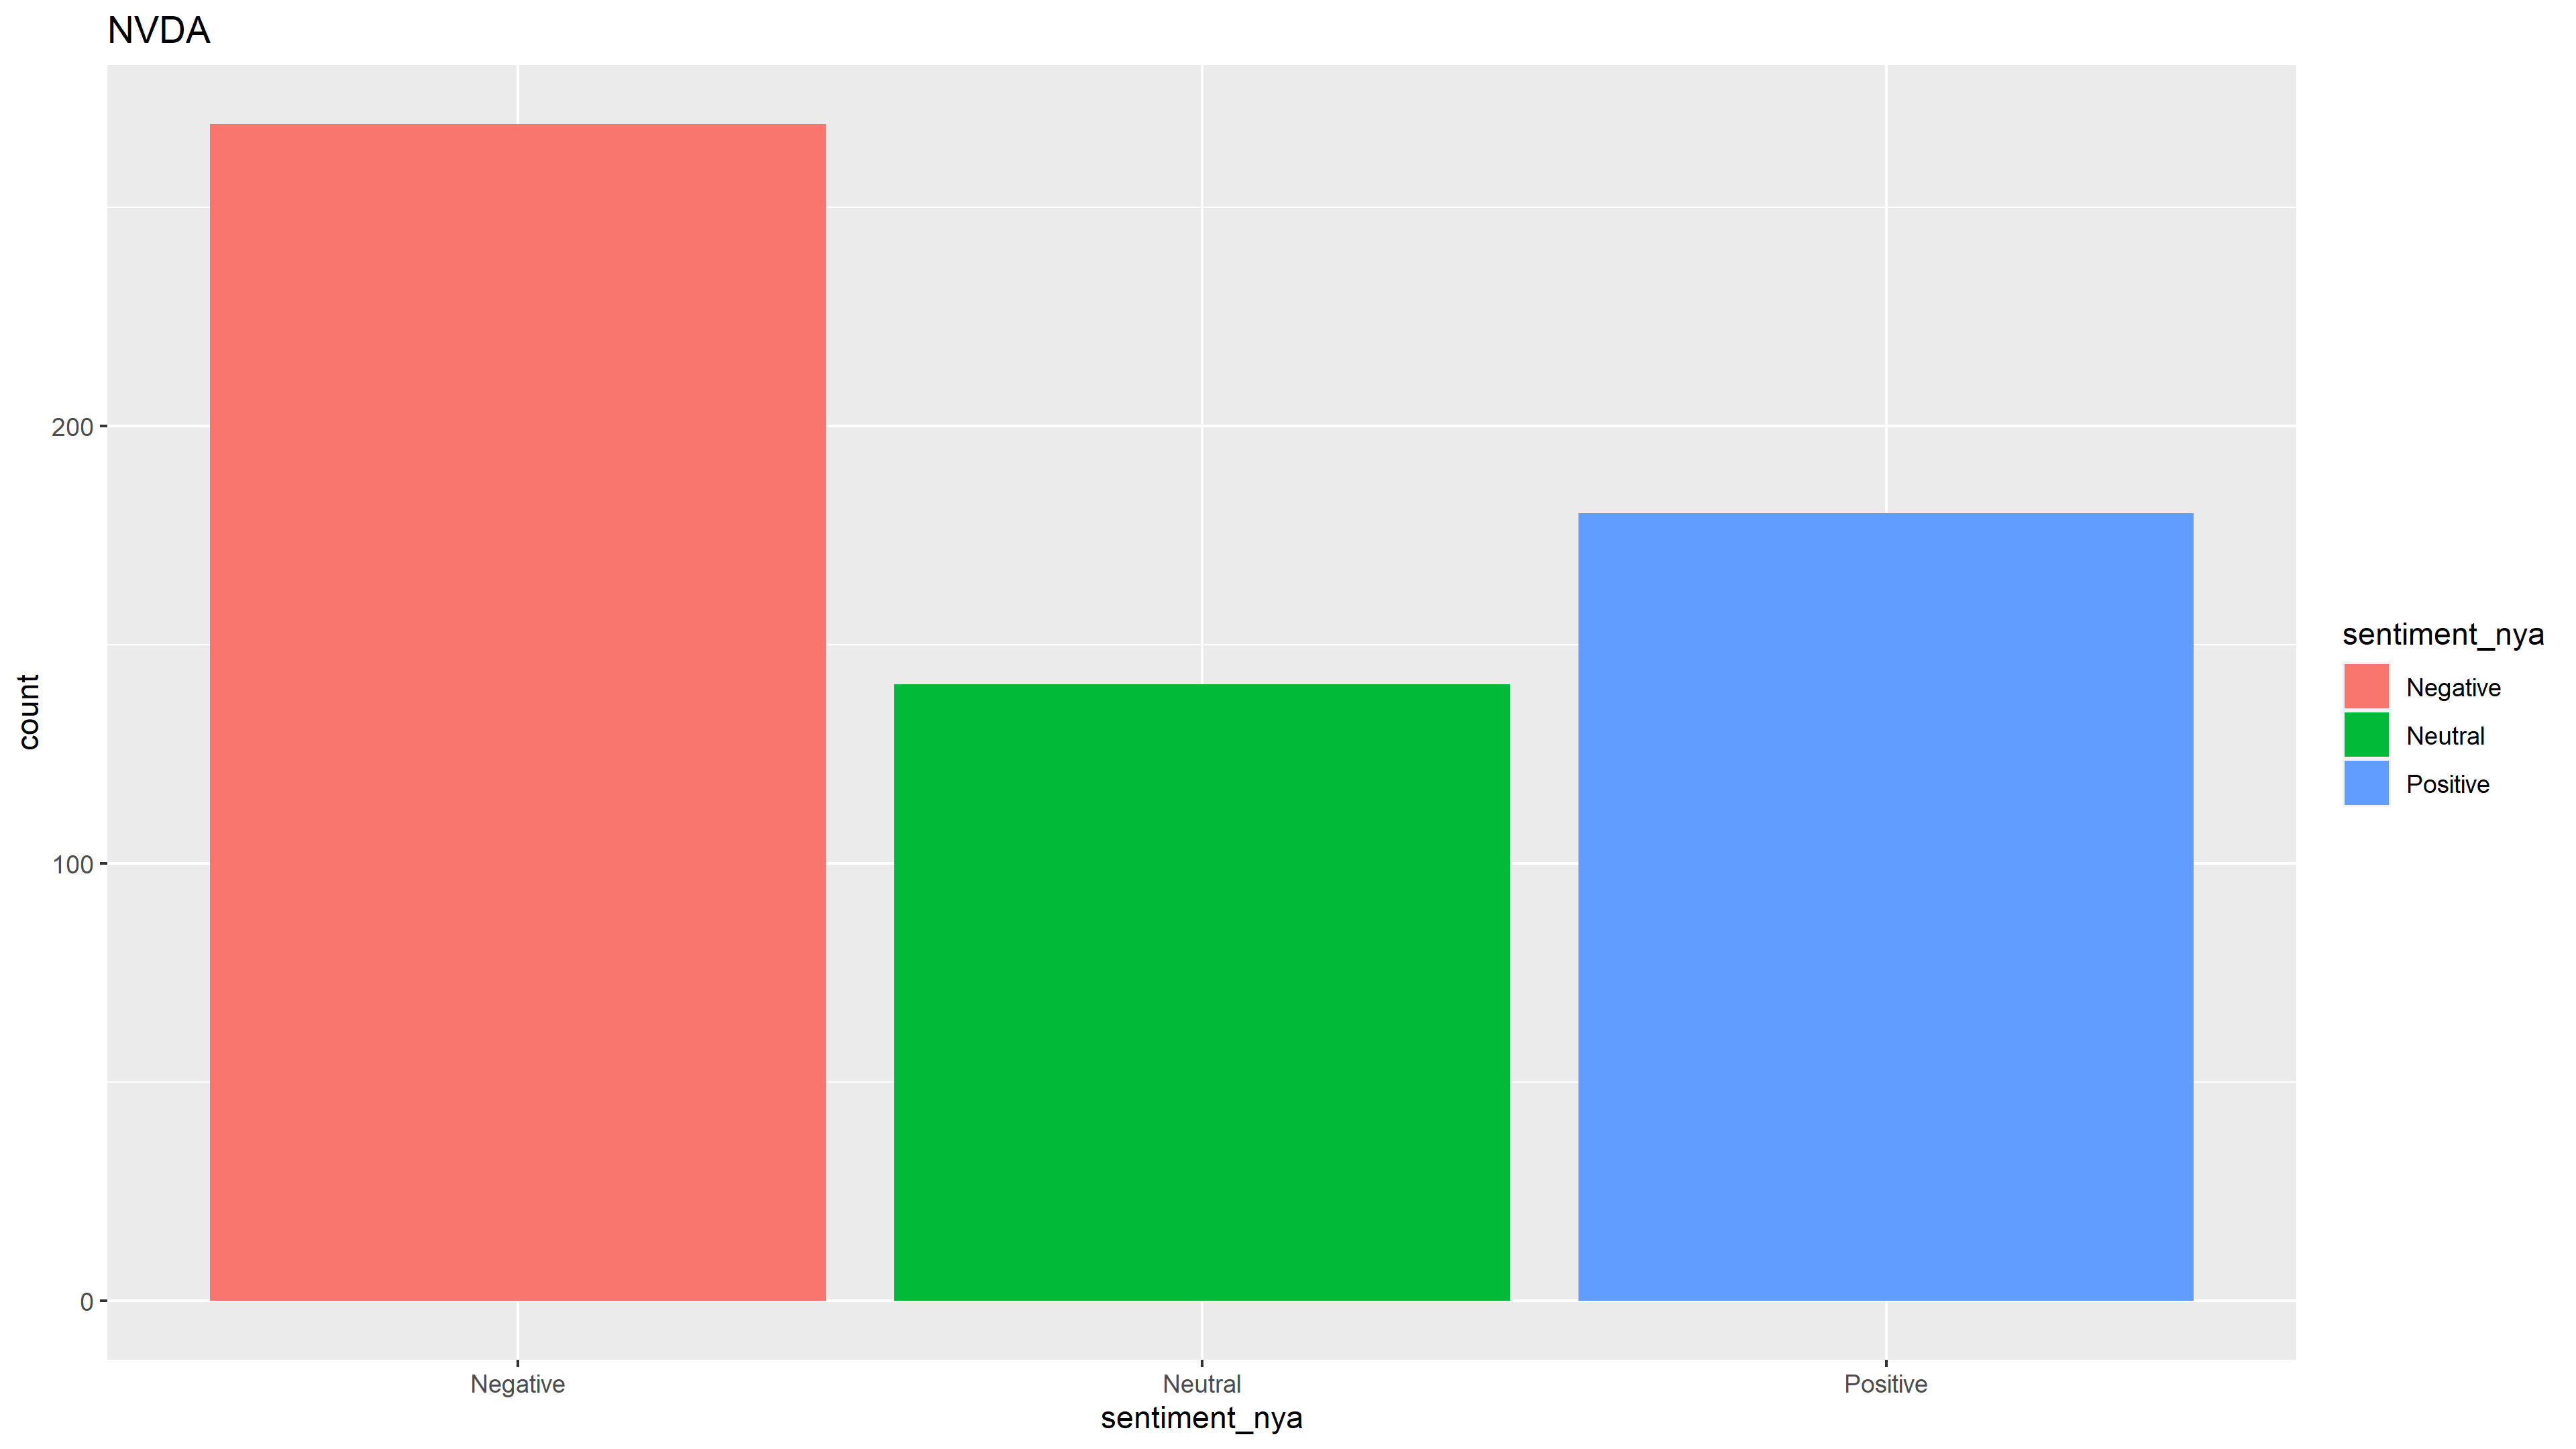 NVDA
200
100
0
count
Negative
Neutral
Positive
sentiment_nya
sentiment_nya
Negative
Neutral
Positive